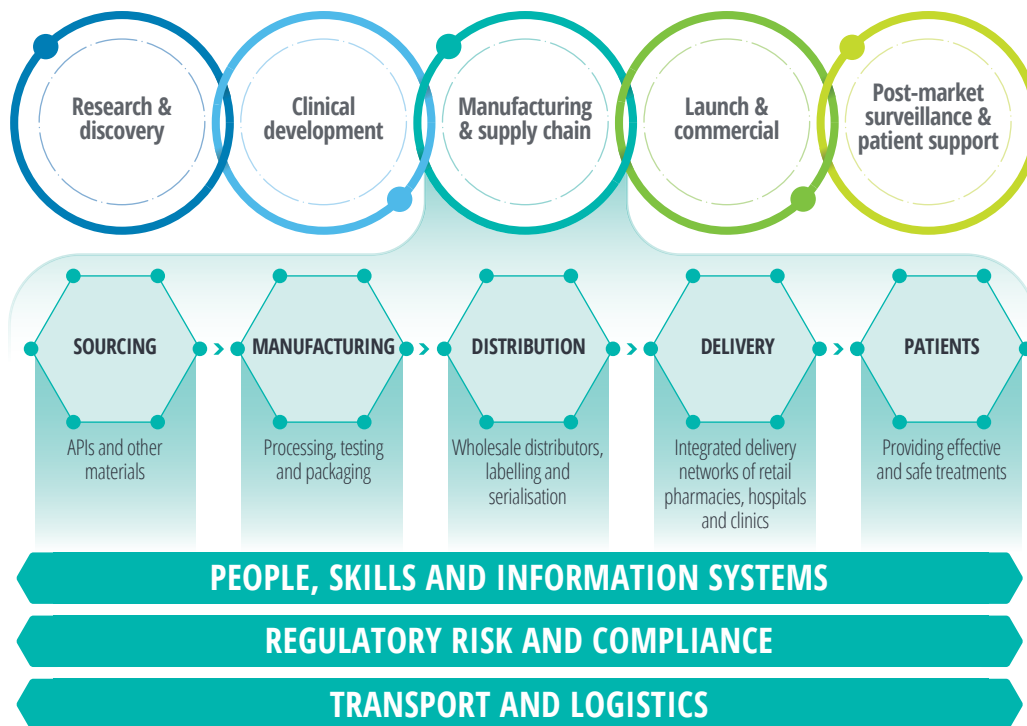 Research &
discovery
Clinical
development
Manufacturing
& supply chain
Launch &
commercial
Post-market
surveillance &
patient support
SOURCING
MANUFACTURING
DISTRIBUTION
DELIVERY
PATIENTS
APIs and other
materials
Processing, testing
and packaging
Wholesale distributors,
labelling and
serialisation
Integrated delivery
networks of retail
pharmacies, hospitals
and clinics
Providing effective
and safe treatments
PEOPLE, SKILLS AND INFORMATION SYSTEMS
REGULATORY RISK AND COMPLIANCE
TRANSPORT AND LOGISTICS